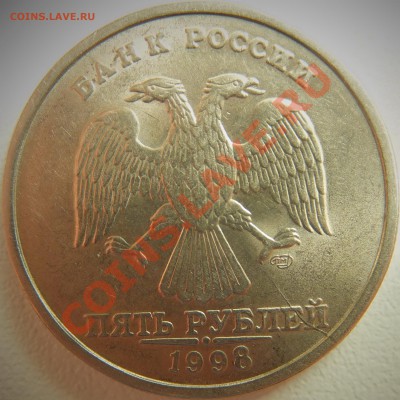 COINS.LAVE.RU
БАНК РОССИИ
COINS.LAVE.RU
ПЯТЬ РУБЛЕЙ
1998